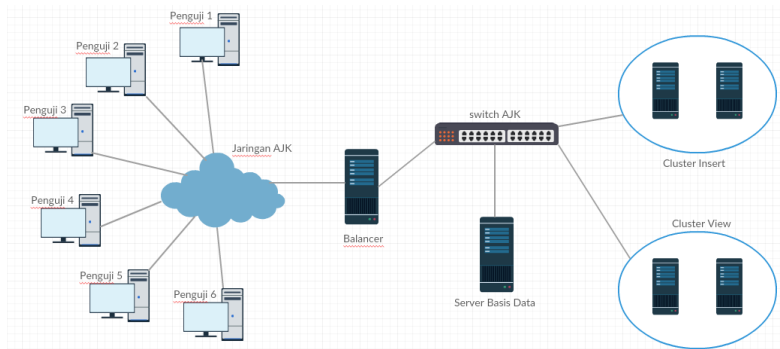 Penguji 1
Penguji 2
Penguji 3
Penguji 4
Penguji 5
Penguji 6
Jaringan AJK
Balancer
switch AJK
Server Basis Data
Cluster Insert
Cluster View